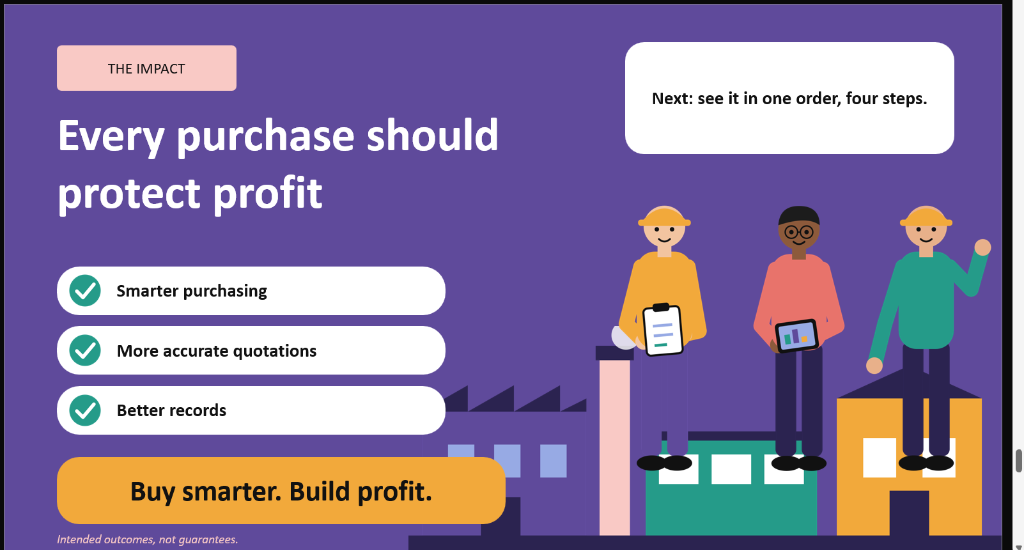 THE IMPACT
Every purchase should
protect profit
Next: see it in one order, four steps.
Smarter purchasing
More accurate quotations
Better records
Buy smarter. Build profit.
Intended outcomes, not guarantees.